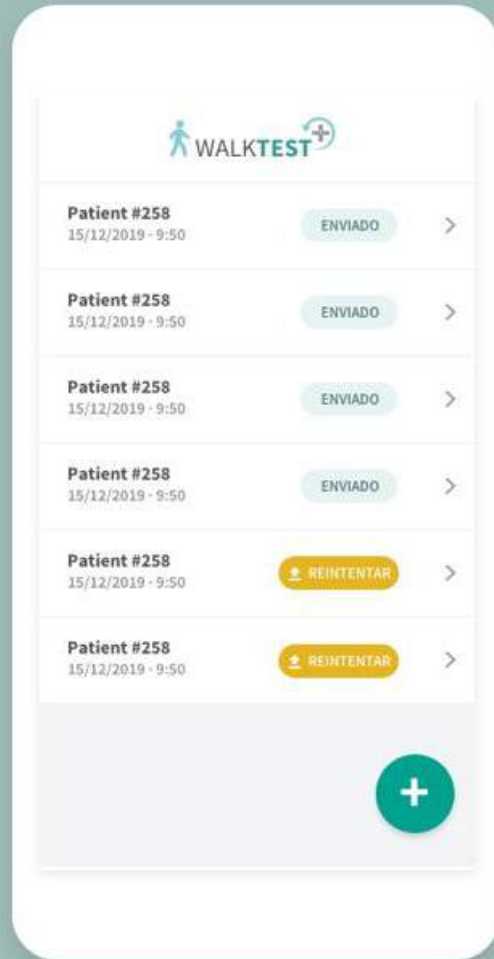 WALKTEST
Patient #258
15/12/2019 - 9:50
ENVIADO
Patient #258
15/12/2019 - 9:50
ENVIADO
Patient #258
15/12/2019 - 9:50
ENVIADO
Patient #258
15/12/2019 - 9:50
ENVIADO
Patient #258
15/12/2019 - 9:50
REINTENTAR
Patient #258
15/12/2019 - 9:50
REINTENTAR